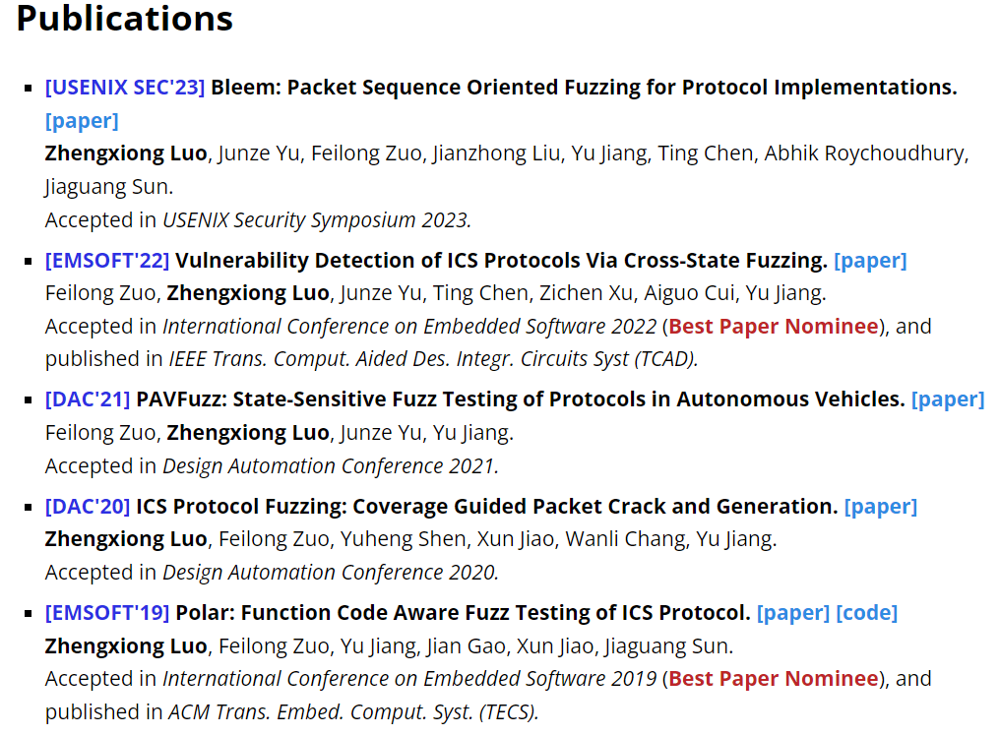 Publications
[USENIX SEC'23] Bleem: Packet Sequence Oriented Fuzzing for Protocol Implementations.
[paper]
Zhengxiong Luo, Junze Yu, Feilong Zuo, Jianzhong Liu, Yu Jiang, Ting Chen, Abhik Roychoudhury,
Jiaguang Sun.
Accepted in USENIX Security Symposium 2023.
[EMSOFT'22] Vulnerability Detection of ICS Protocols Via Cross-State Fuzzing. [paper]
Feilong Zuo, Zhengxiong Luo, Junze Yu, Ting Chen, Zichen Xu, Aiguo Cui, Yu Jiang.
Accepted in International Conference on Embedded Software 2022 (Best Paper Nominee), and
published in IEEE Trans. Comput. Aided Des. Integr. Circuits Syst (TCAD).
[DAC'21] PAVFuzz: State-Sensitive Fuzz Testing of Protocols in Autonomous Vehicles. [paper]
Feilong Zuo, Zhengxiong Luo, Junze Yu, Yu Jiang.
Accepted in Design Automation Conference 2021.
[DAC'20] ICS Protocol Fuzzing: Coverage Guided Packet Crack and Generation. [paper]
Zhengxiong Luo, Feilong Zuo, Yuheng Shen, Xun Jiao, Wanli Chang, Yu Jiang.
Accepted in Design Automation Conference 2020.
[EMSOFT'19] Polar: Function Code Aware Fuzz Testing of ICS Protocol. [paper] [code]
Zhengxiong Luo, Feilong Zuo, Yu Jiang, Jian Gao, Xun Jiao, Jiaguang Sun.
Accepted in International Conference on Embedded Software 2019 (Best Paper Nominee), and
published in ACM Trans. Embed. Comput. Syst. (TECS).